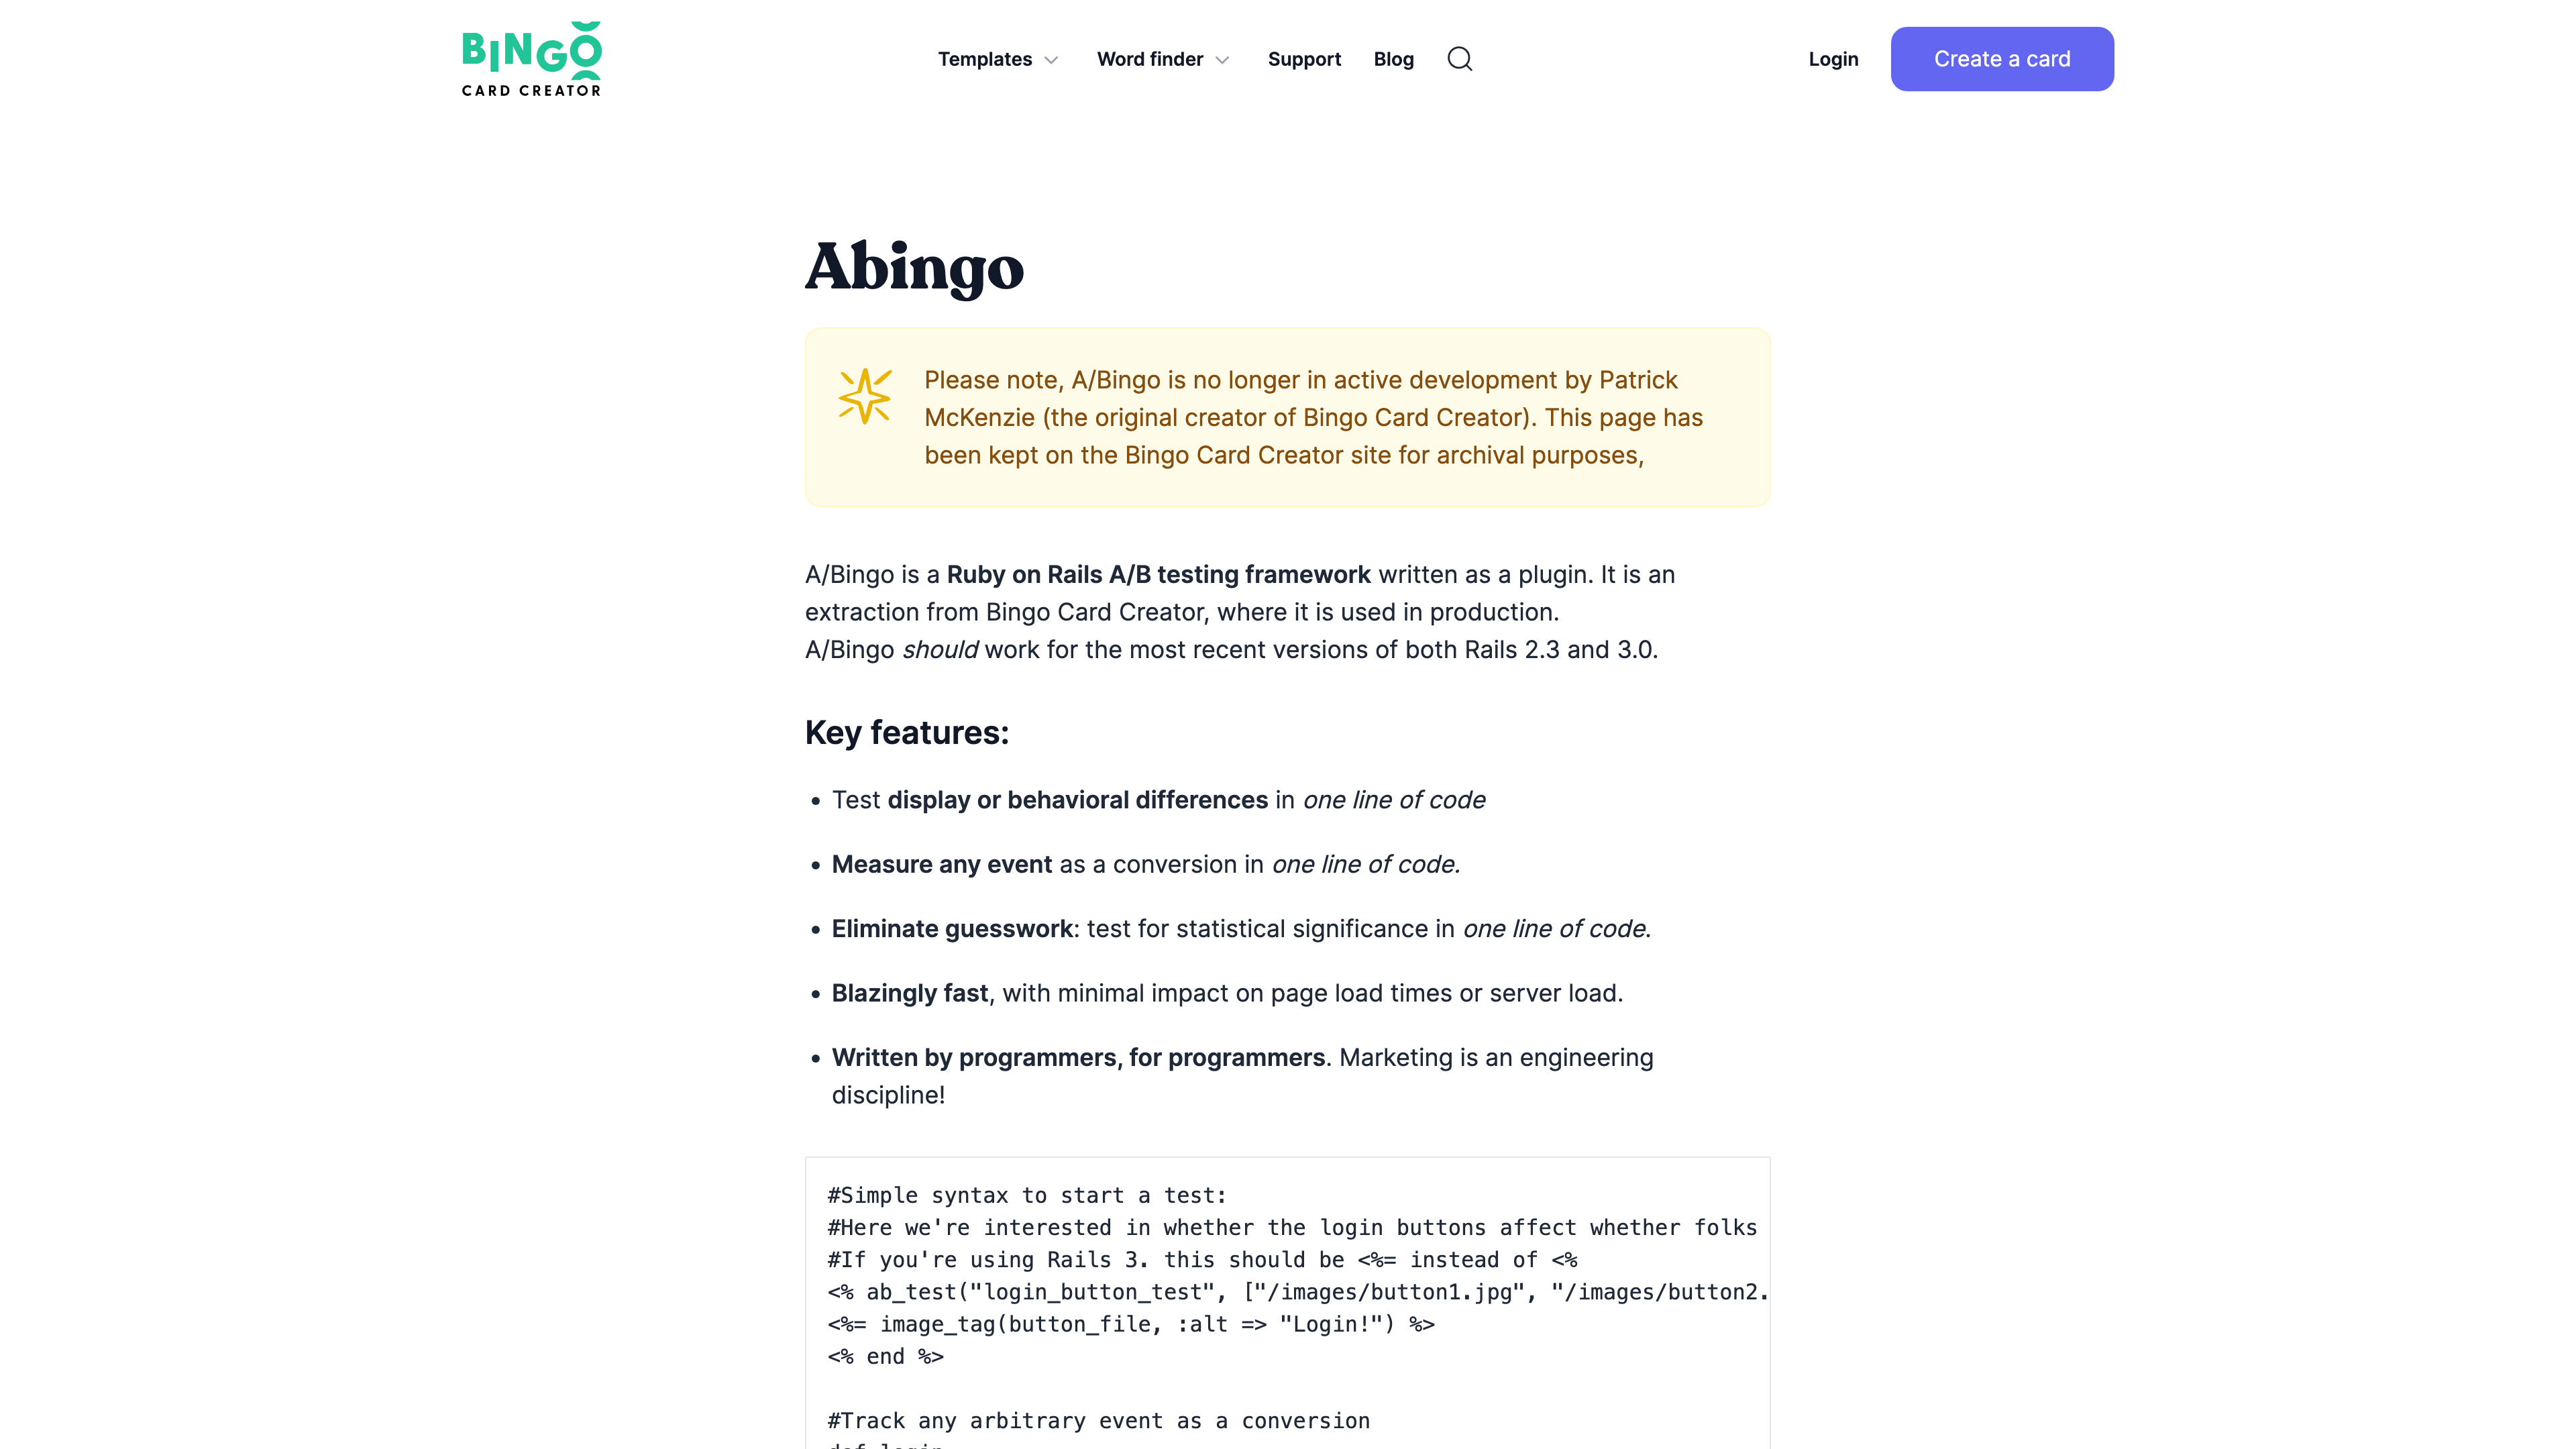 BINGO
CARD CREATOR
Templates
Word finder
Support
Blog
Login
Create a card
Abingo
Please note, A/Bingo is no longer in active development by Patrick
McKenzie (the original creator of Bingo Card Creator). This page has
been kept on the Bingo Card Creator site for archival purposes,
A/Bingo is a Ruby on Rails A/B testing framework written as a plugin. It is an
extraction from Bingo Card Creator, where it is used in production.
A/Bingo should work for the most recent versions of both Rails 2.3 and 3.0.
Key features:
• Test display or behavioral differences in one line of code
• Measure any event as a conversion in one line of code.
• Eliminate guesswork: test for statistical significance in one line of code.
• Blazingly fast, with minimal impact on page load times or server load.
• Written by programmers, for programmers. Marketing is an engineering
discipline!
#Simple syntax to start a test:
#Here we're interested in whether the login buttons affect whether folks
#If you're using Rails 3. this should be <%= instead of <%
<% ab_test("login_button_test", ["/images/button1.jpg", "/images/button2.
<%= image_tag(button_file, :alt => "Login!") %>
<% end %>
#Track any arbitrary event as a conversion